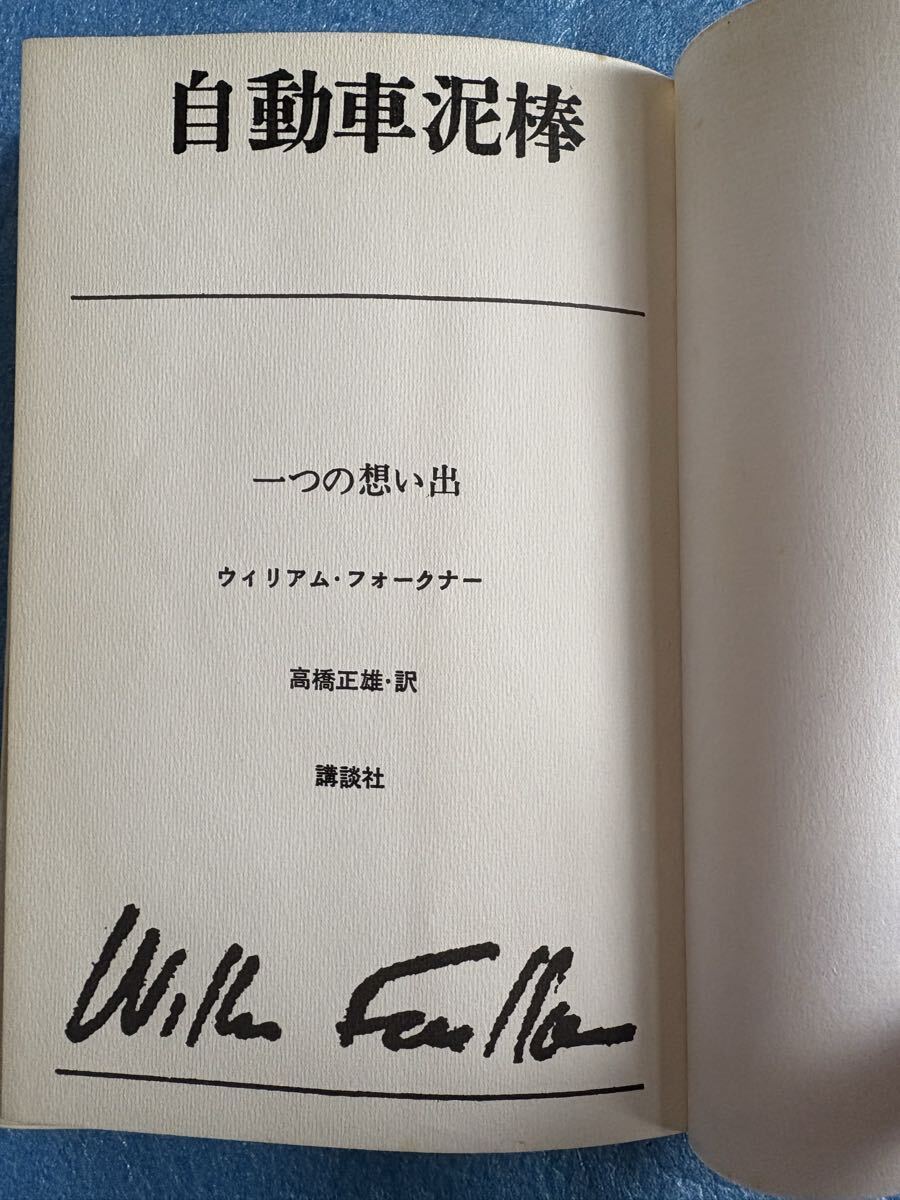 自動車泥棒
一つの想い出
ウィリアム・フォークナー
高橋正雄・訳
講談社